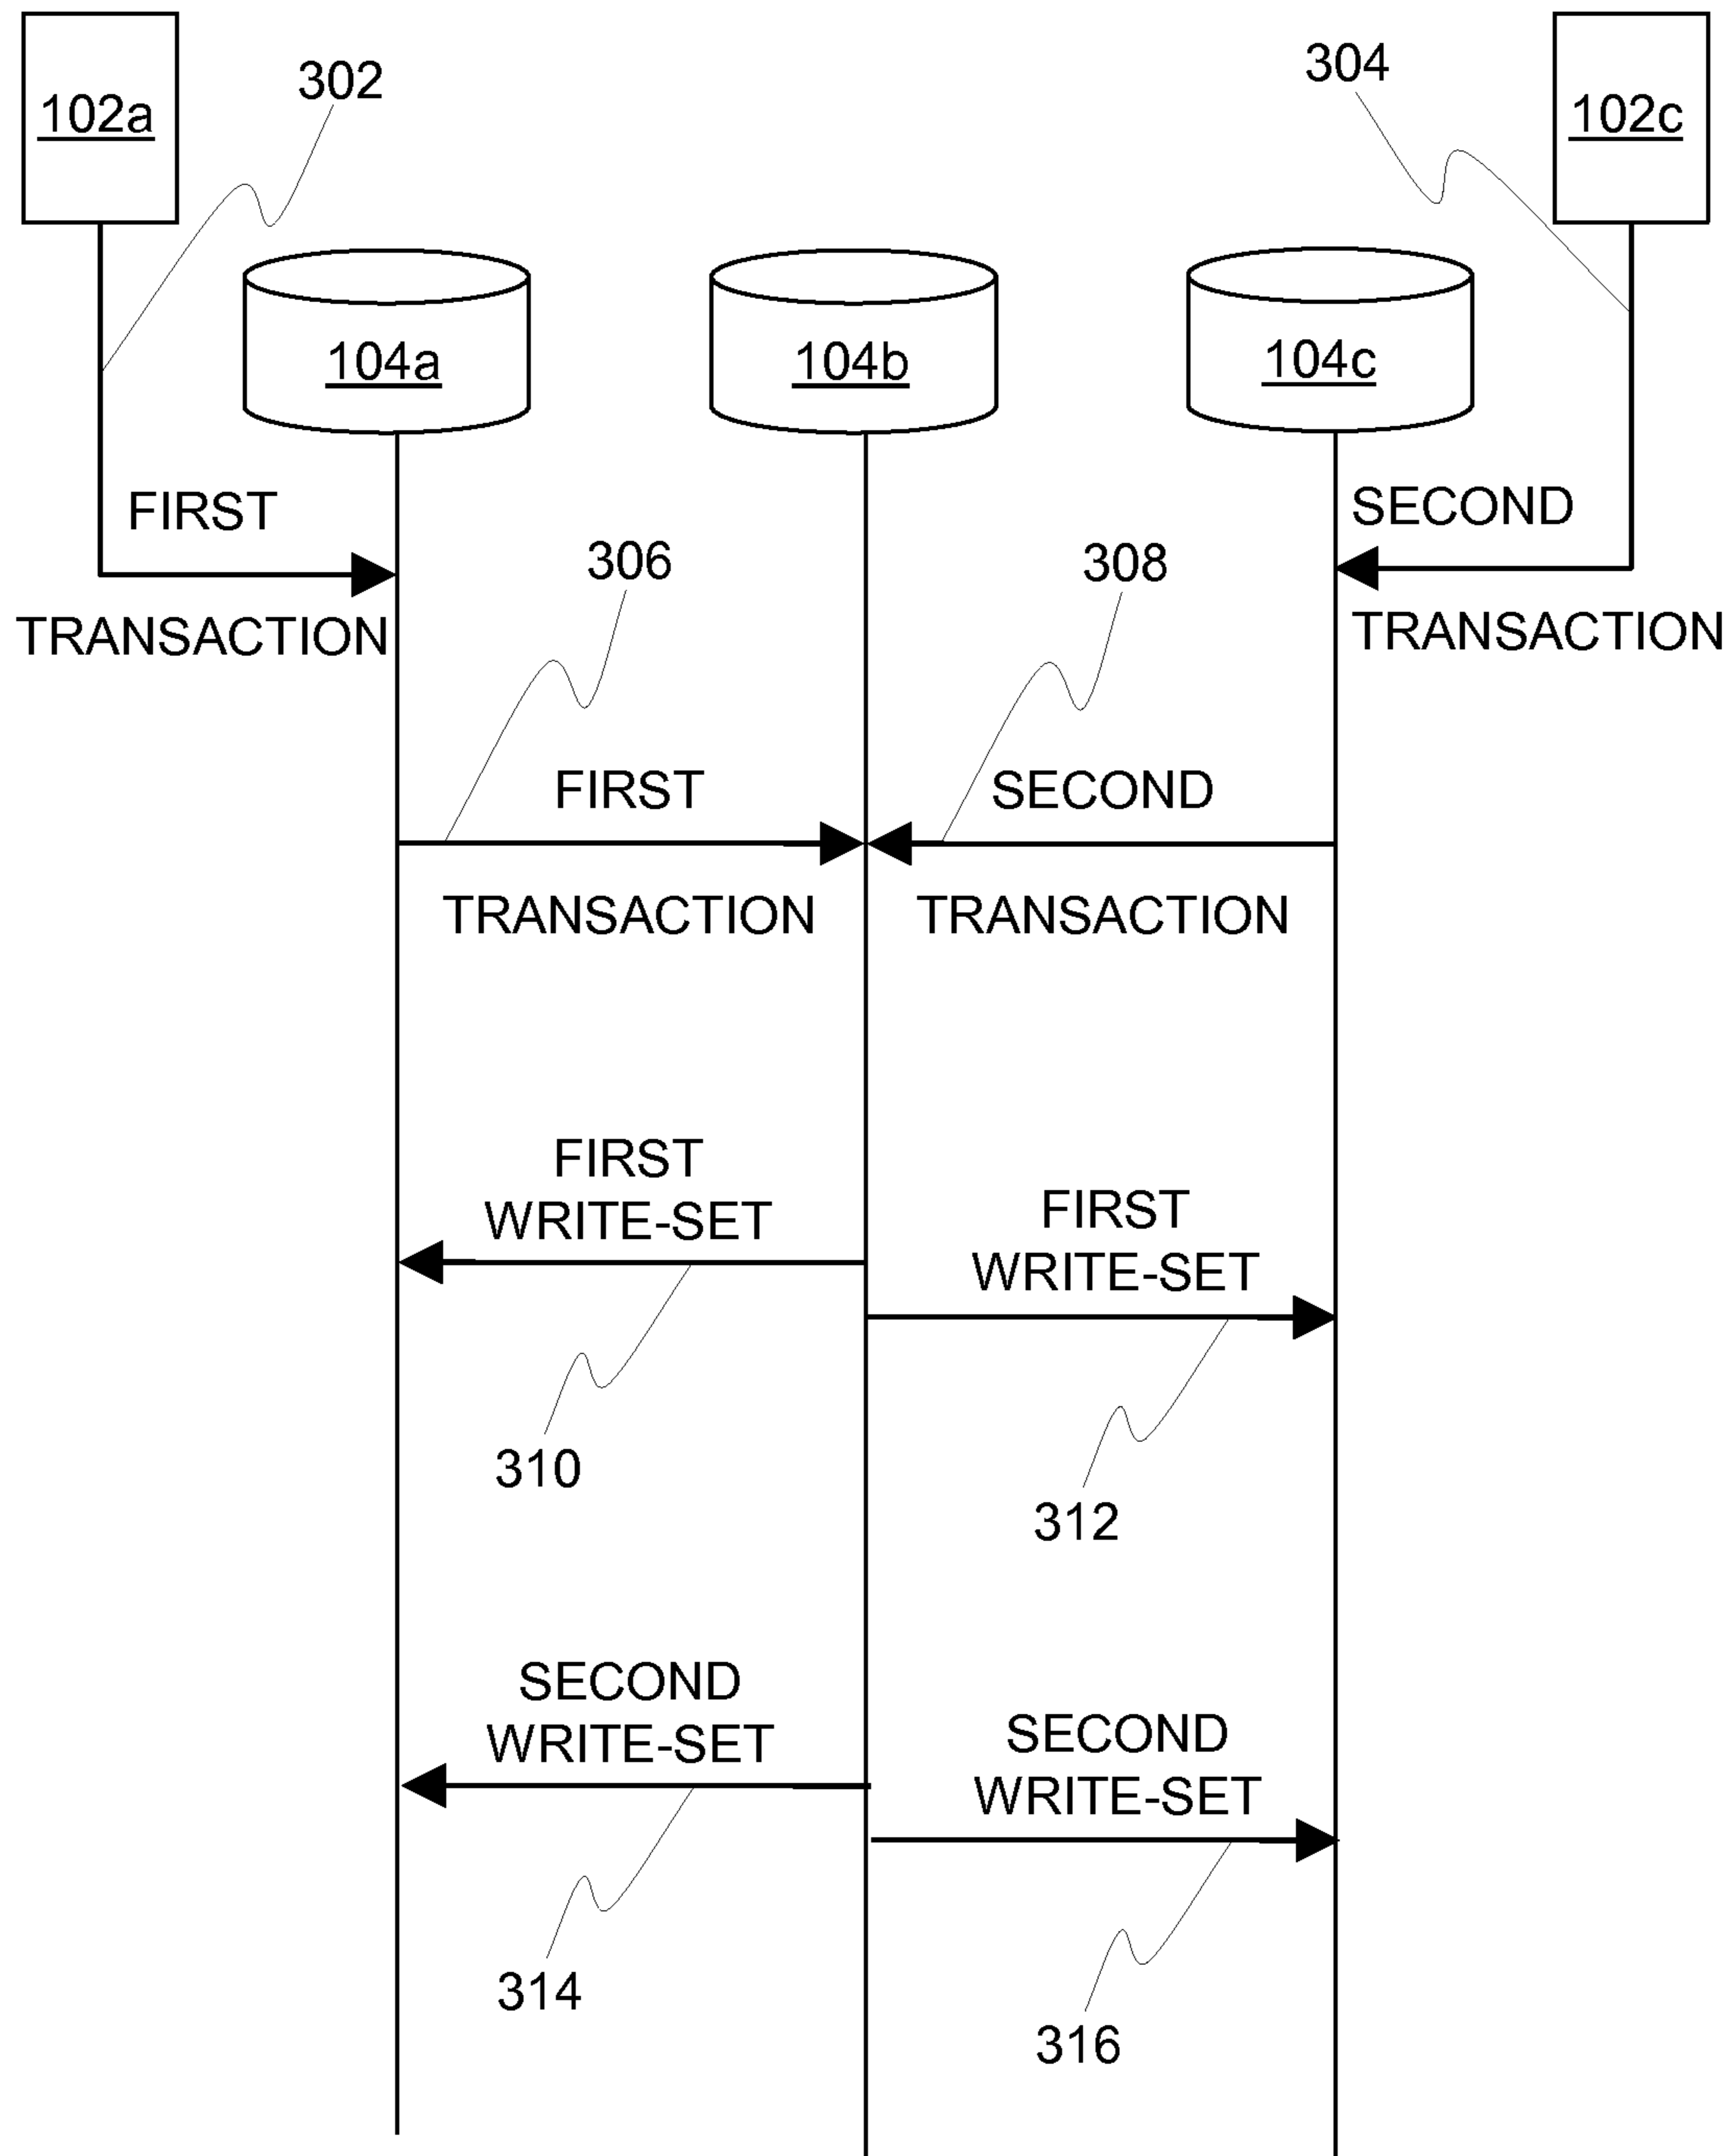 302
304
102a
102c
104a
104b
104c
FIRST
TRANSACTION
SECOND
TRANSACTION
306
308
FIRST
TRANSACTION
SECOND
TRANSACTION
FIRST
WRITE-SET
FIRST
WRITE-SET
310
312
SECOND
WRITE-SET
SECOND
WRITE-SET
314
316